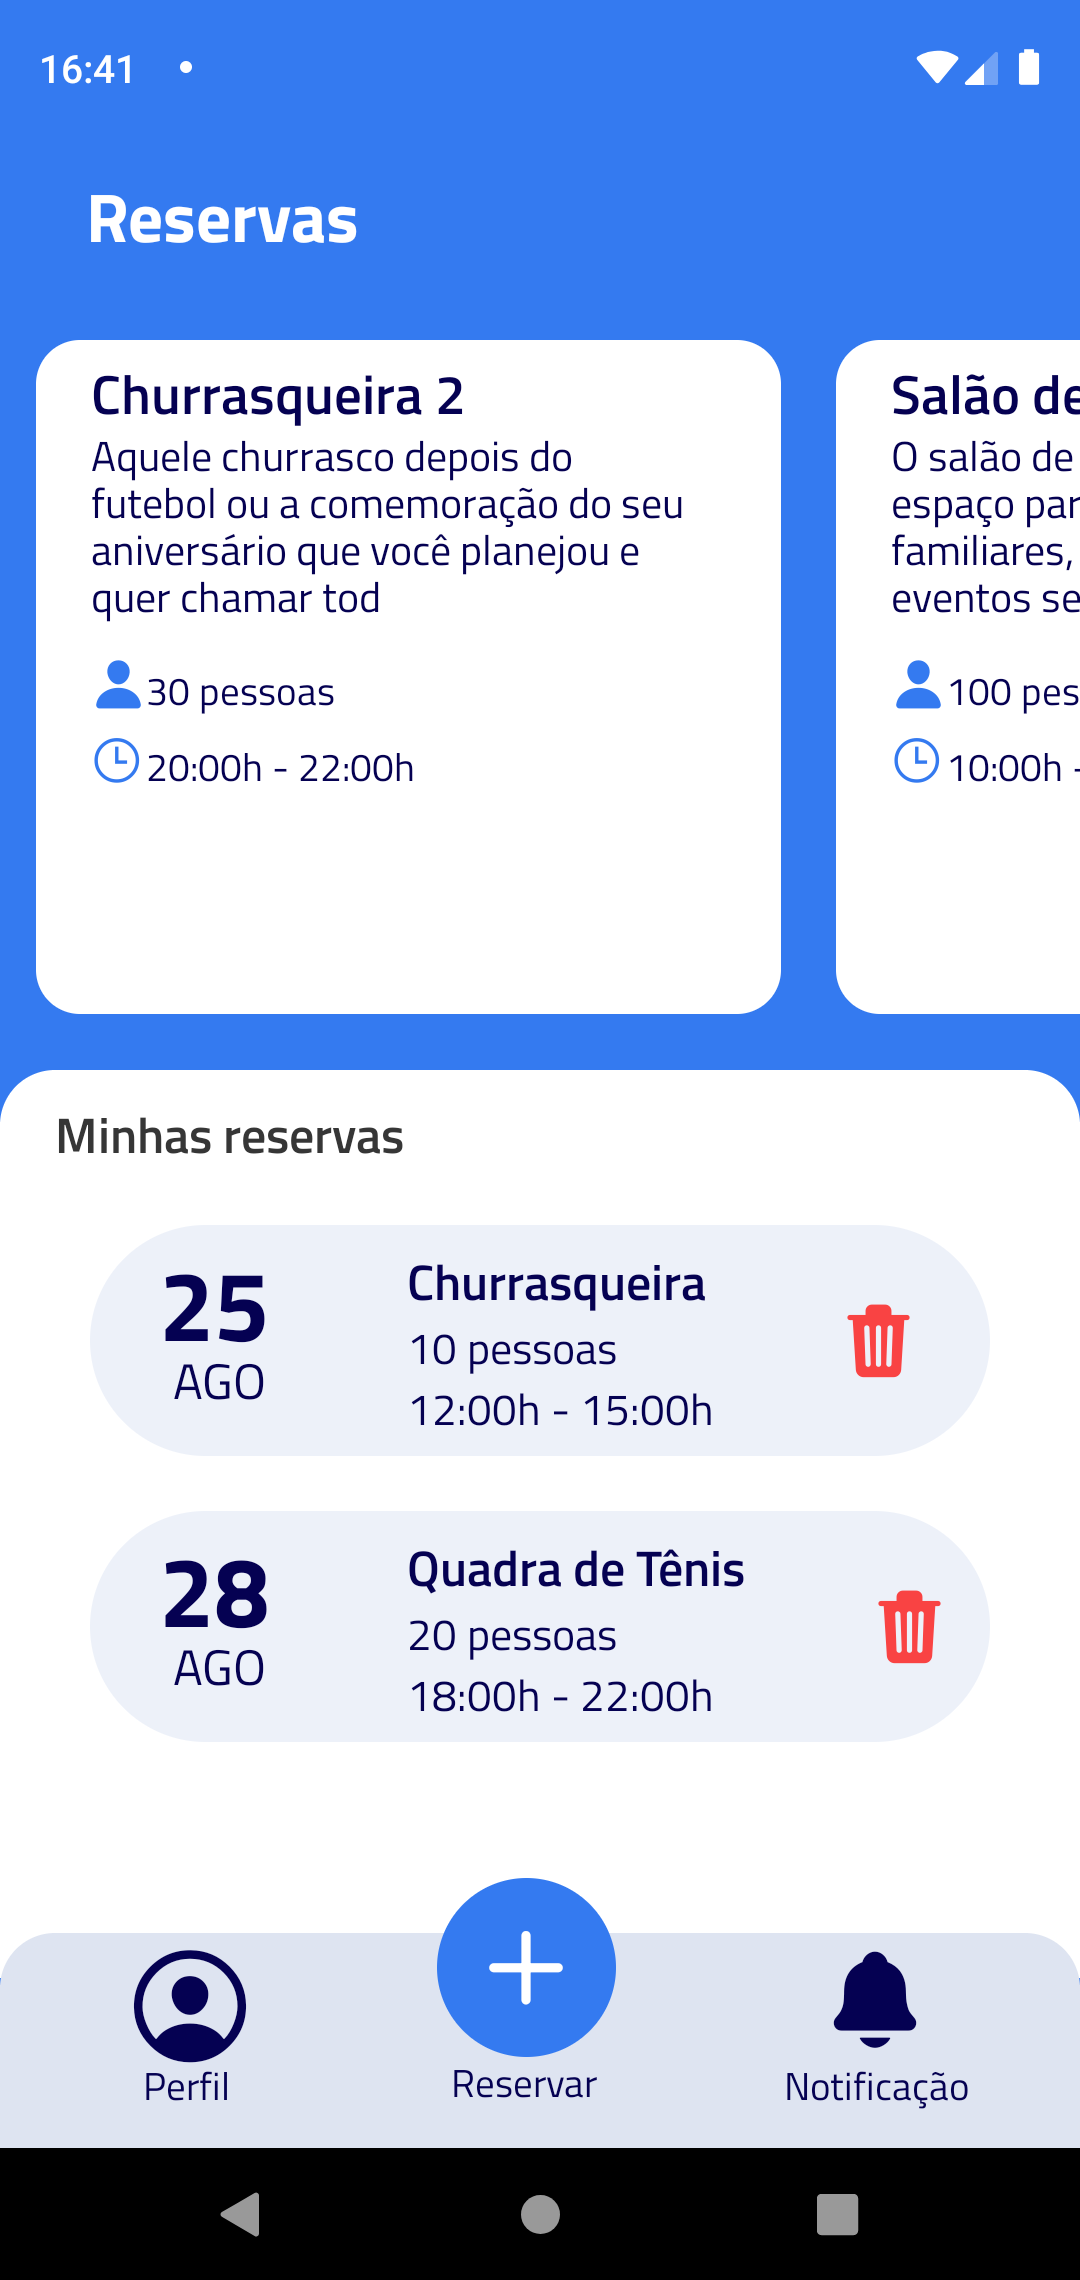 16:41
Reservas
Churrasqueira 2
Aquele churrasco depois do
futebol ou a comemoração do seu
aniversário que você planejou e
quer chamar tod
30 pessoas
20:00h - 22:00h
Salão de
O salão de
espaço par
familiares,
eventos se
100 pes
10:00h -
Minhas reservas
25
AGO
Churrasqueira
10 pessoas
12:00h - 15:00h
28
AGO
Quadra de Tênis
20 pessoas
18:00h - 22:00h
Perfil
Reservar
Notificação